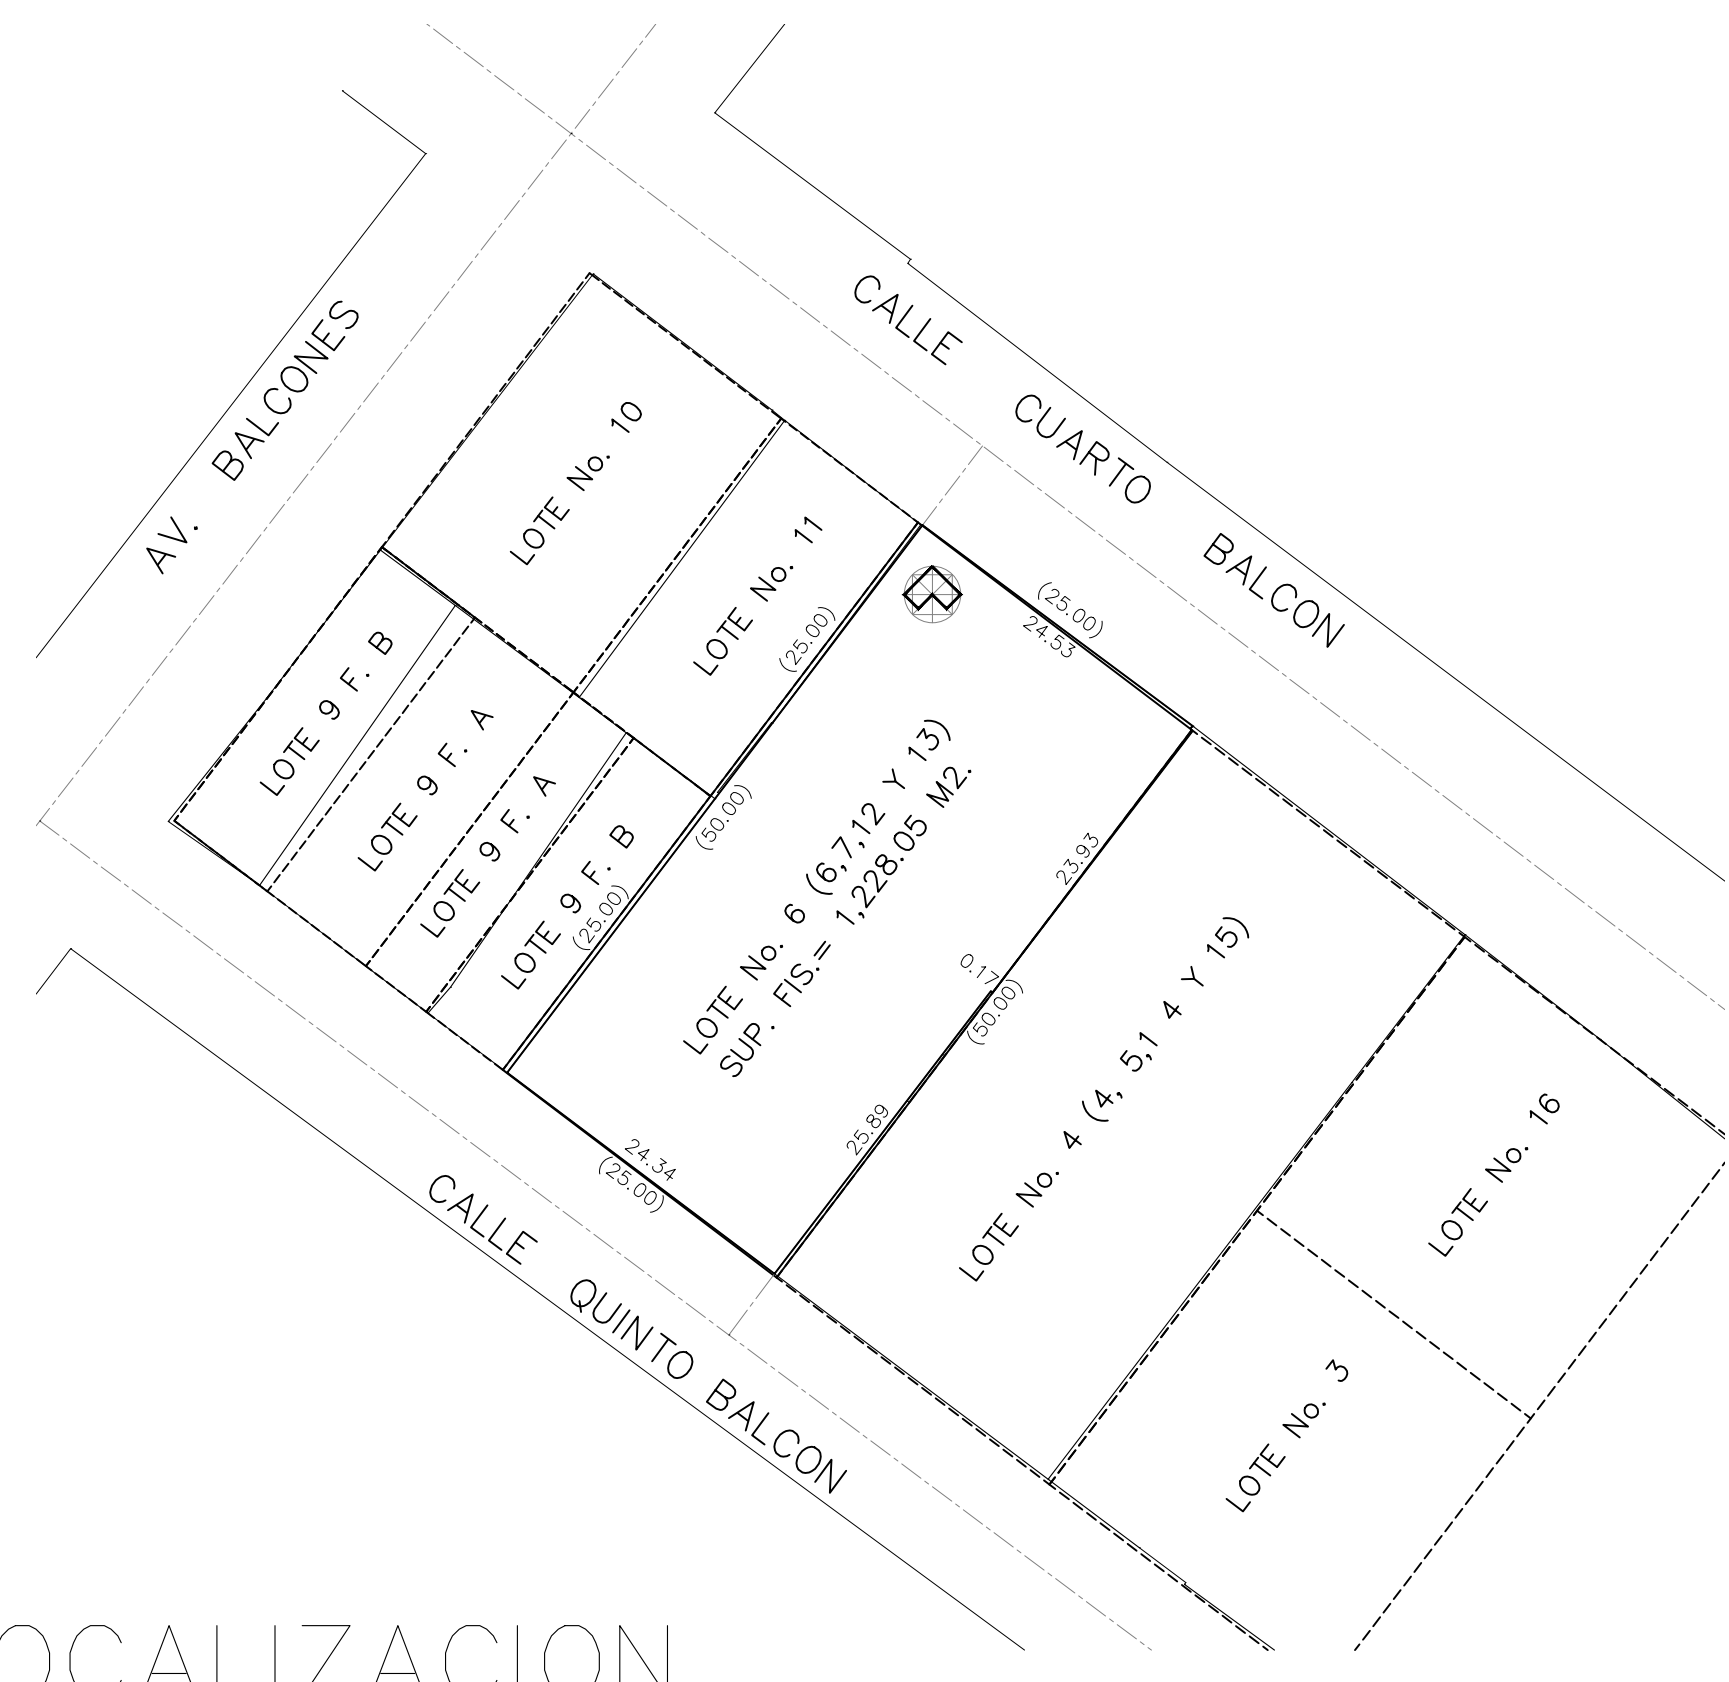 CALLE CUARTO BALCON
AV. BALCONES
LOTE No. 10
LOTE No. 11
(25.00)
(25.00)
24.53
LOTE 9 F. B
LOTE 9 F. A
LOTE 9 F. A
LOTE 9 F. B
(25.00)
(50.00)
LOTE No. 6 (6,7,12 Y 13)
SUP. FIS.= 1,228.05 M2.
23.93
0.17
(50.00)
25.89
24.34
(25.00)
LOTE No. 4 (4, 5,1 4 Y 15)
LOTE No. 16
LOTE No. 3
CALLE QUINTO BALCON
OCALIZACION